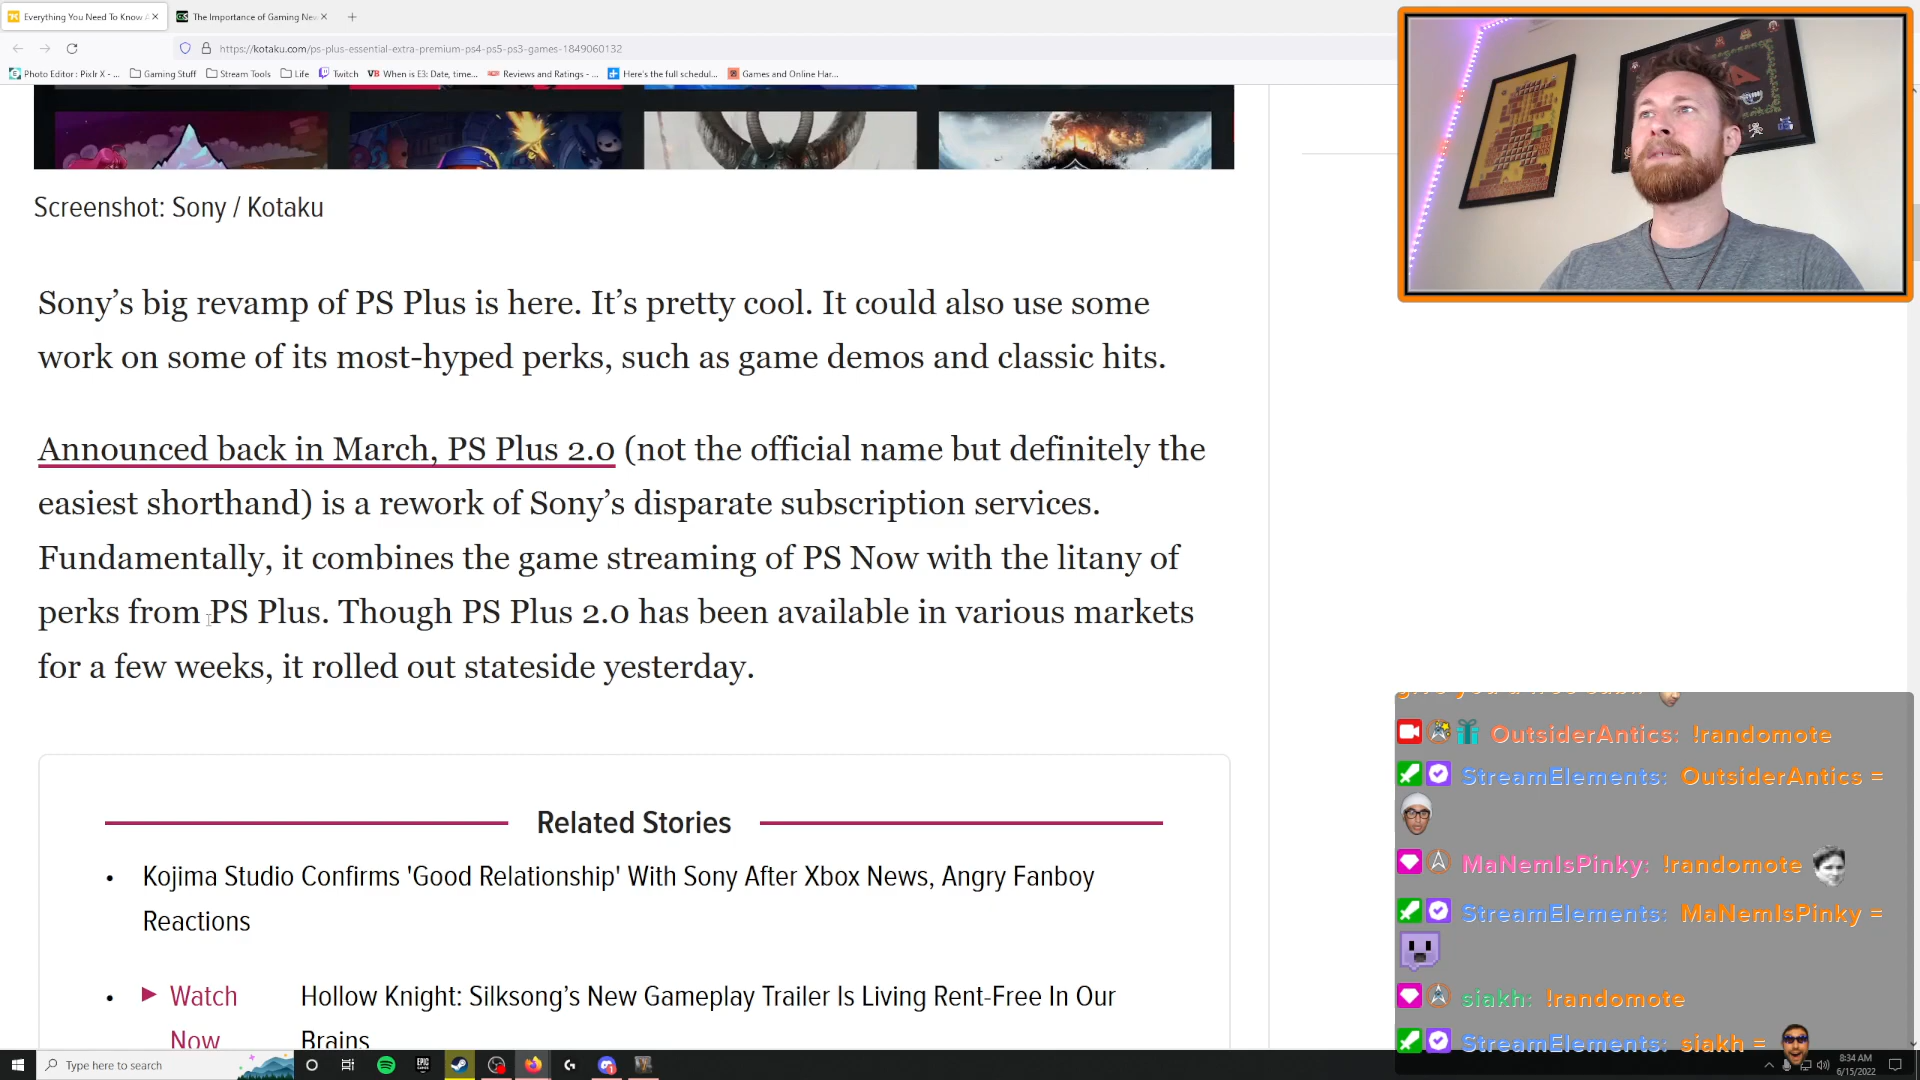 Everything You Need To Know
The Importance of Gaming New
https://kotaku.com/ps-plus-essential-extra-premium-ps4-ps5-ps3-games-1849060132
Photo Editor : Pixlr X - ...
Gaming Stuff
Stream Tools
Life
Twitch
When is E3: Date, time...
Reviews and Ratings - ...
Here's the full schedul...
Games and Online Har...
Screenshot: Sony / Kotaku
Sony’s big revamp of PS Plus is here. It’s pretty cool. It could also use some
work on some of its most-hyped perks, such as game demos and classic hits.
Announced back in March, PS Plus 2.0 (not the official name but definitely the
easiest shorthand) is a rework of Sony’s disparate subscription services.
Fundamentally, it combines the game streaming of PS Now with the litany of
perks from PS Plus. Though PS Plus 2.0 has been available in various markets
for a few weeks, it rolled out stateside yesterday.
Related Stories
Kojima Studio Confirms 'Good Relationship' With Sony After Xbox News, Angry Fanboy
Reactions
Watch
Now
Hollow Knight: Silksong’s New Gameplay Trailer Is Living Rent-Free In Our
Brains
OutsiderAntics: !randomote
StreamElements: OutsiderAntics =
MaNemIsPinky: !randomote
StreamElements: MaNemIsPinky =
siakh: !randomote
StreamElements: siakh =
Type here to search
8:34 AM
6/15/2022